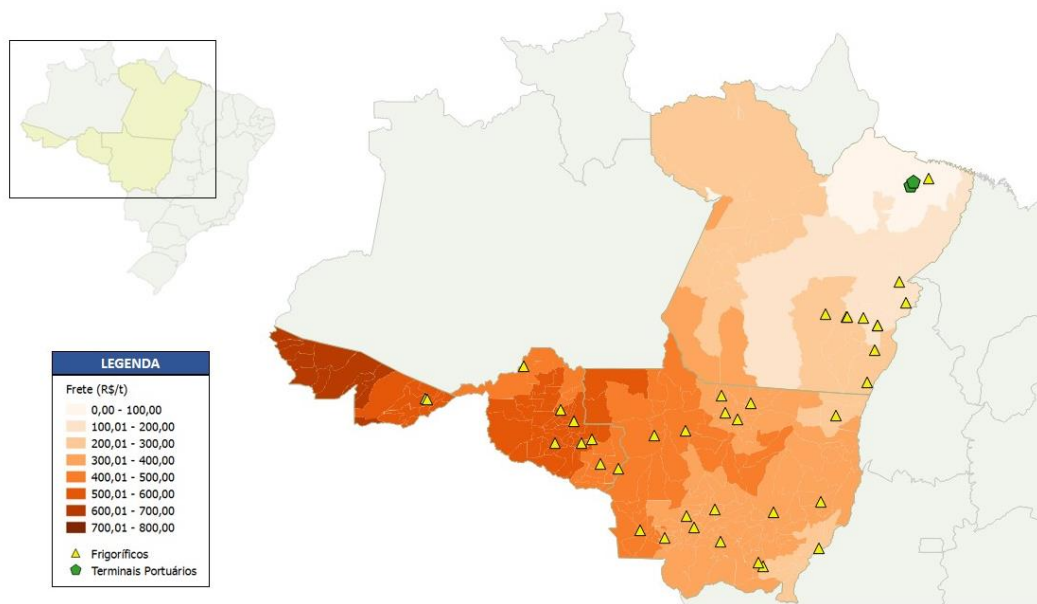 LEGENDA
Frete (R$/t)
0,00 - 100,00
100,01 - 200,00
200,01 - 300,00
300,01 - 400,00
400,01 - 500,00
500,01 - 600,00
600,01 - 700,00
700,01 - 800,00
Frigoríficos
Terminais Portuários